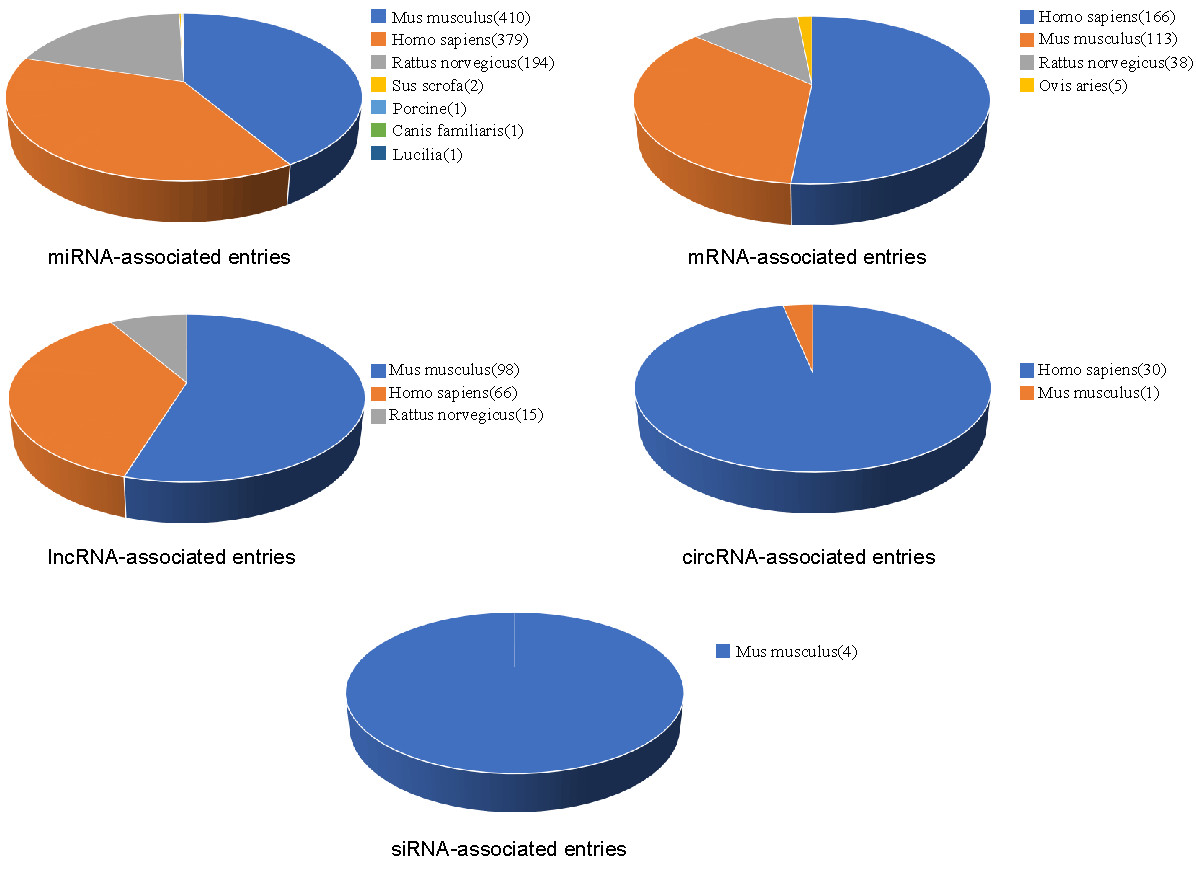 Mus musculus(410)
Homo sapiens(379)
Rattus norvegicus(194)
Sus scrofa(2)
Porcine(1)
Canis familiaris(1)
Lucilia(1)
miRNA-associated entries
Homo sapiens(166)
Mus musculus(113)
Rattus norvegicus(38)
Ovis aries(5)
mRNA-associated entries
Mus musculus(98)
Homo sapiens(66)
Rattus norvegicus(15)
lncRNA-associated entries
Homo sapiens(30)
Mus musculus(1)
circRNA-associated entries
Mus musculus(4)
siRNA-associated entries